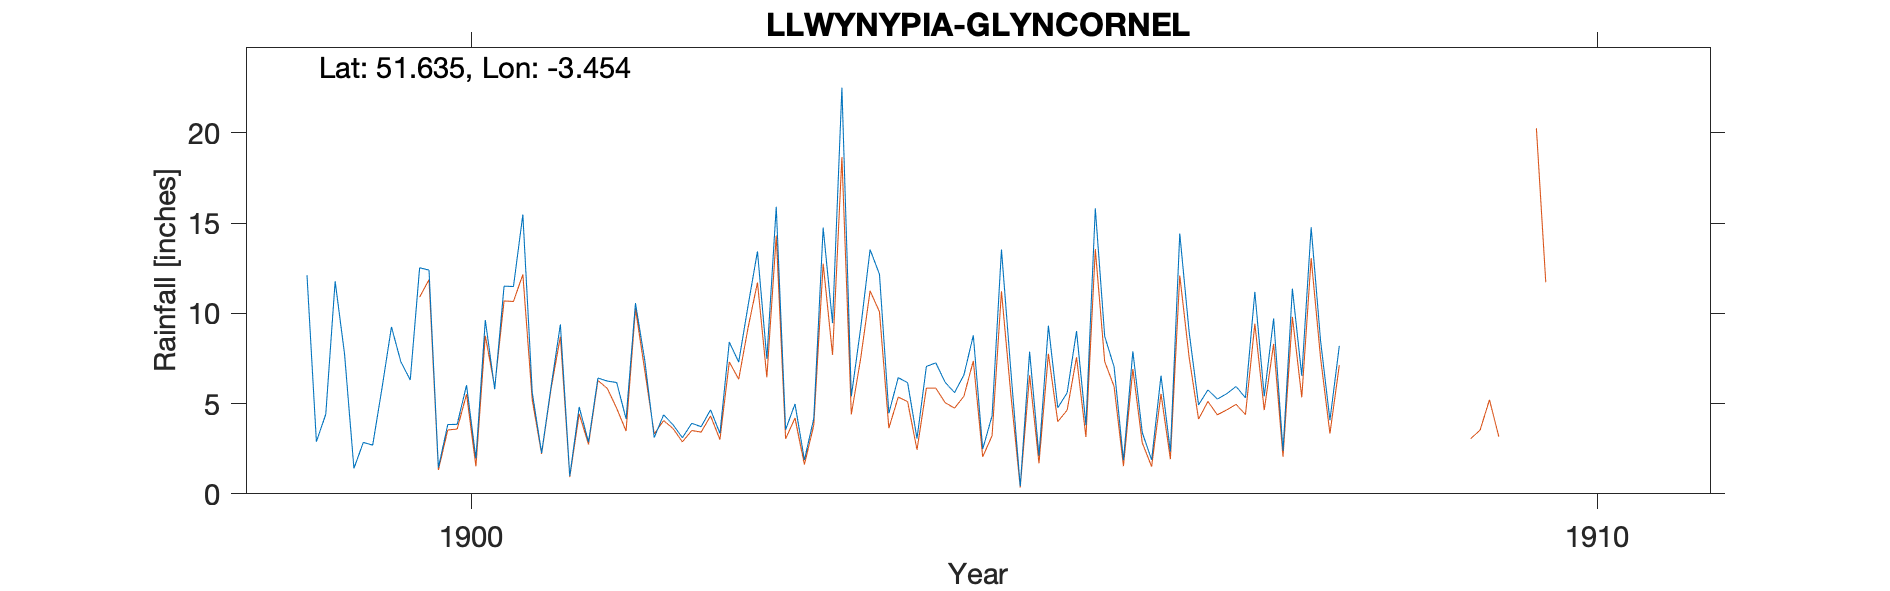 LLWYNYPIA-GLYNCORNEL
Lat: 51.635, Lon: -3.454
Rainfall [inches]
20
15
10
5
0
1900
1910
Year